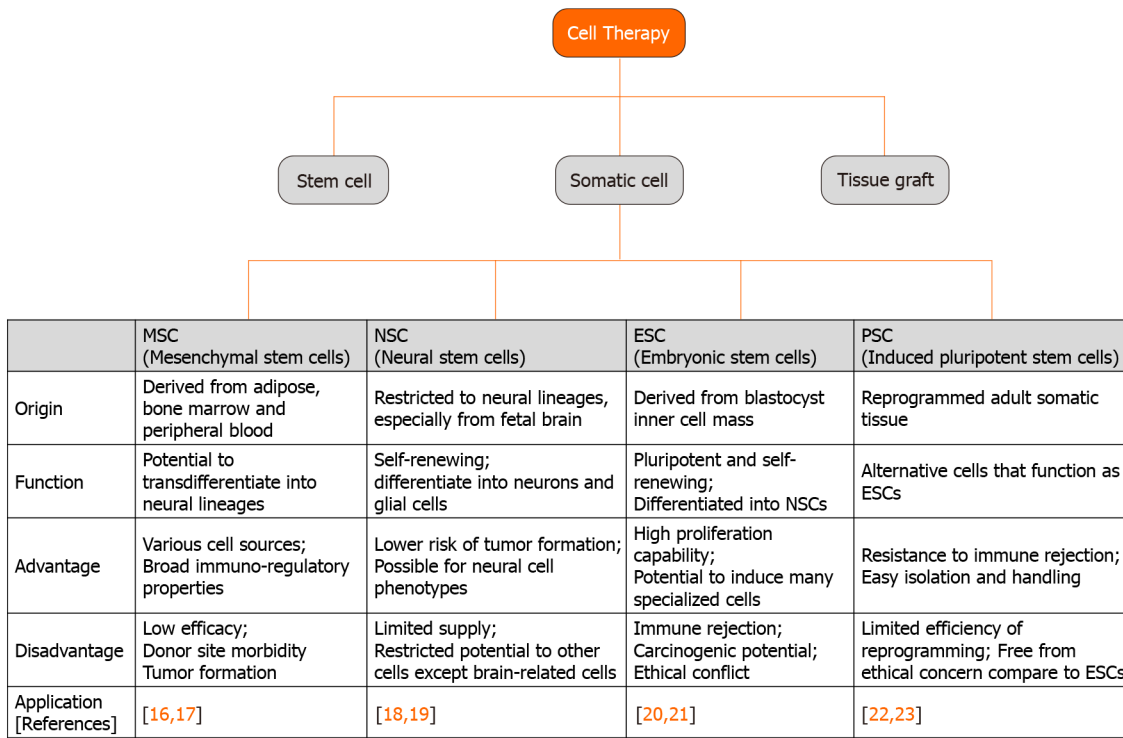 Cell Therapy
Stem cell
Somatic cell
Tissue graft
MSC
(Mesenchymal stem cells)
NSC
(Neural stem cells)
ESC
(Embryonic stem cells)
PSC
(Induced pluripotent stem cells)
Origin
Derived from adipose,
bone marrow and
peripheral blood
Restricted to neural lineages,
especially from fetal brain
Derived from blastocyst
inner cell mass
Reprogrammed adult somatic
tissue
Function
Potential to
transdifferentiate into
neural lineages
Self-renewing;
differentiate into neurons and
glial cells
Pluripotent and self-
renewing;
Differentiated into NSCs
Alternative cells that function as
ESCs
Advantage
Various cell sources;
Broad immuno-regulatory
properties
Lower risk of tumor formation;
Possible for neural cell
phenotypes
High proliferation
capability;
Potential to induce many
specialized cells
Resistance to immune rejection;
Easy isolation and handling
Disadvantage
Low efficacy;
Donor site morbidity
Tumor formation
Limited supply;
Restricted potential to other
cells except brain-related cells
Immune rejection;
Carcinogenic potential;
Ethical conflict
Limited efficiency of
reprogramming; Free from
ethical concern compare to ESCs
Application
[References]
[16,17]
[18,19]
[20,21]
[22,23]